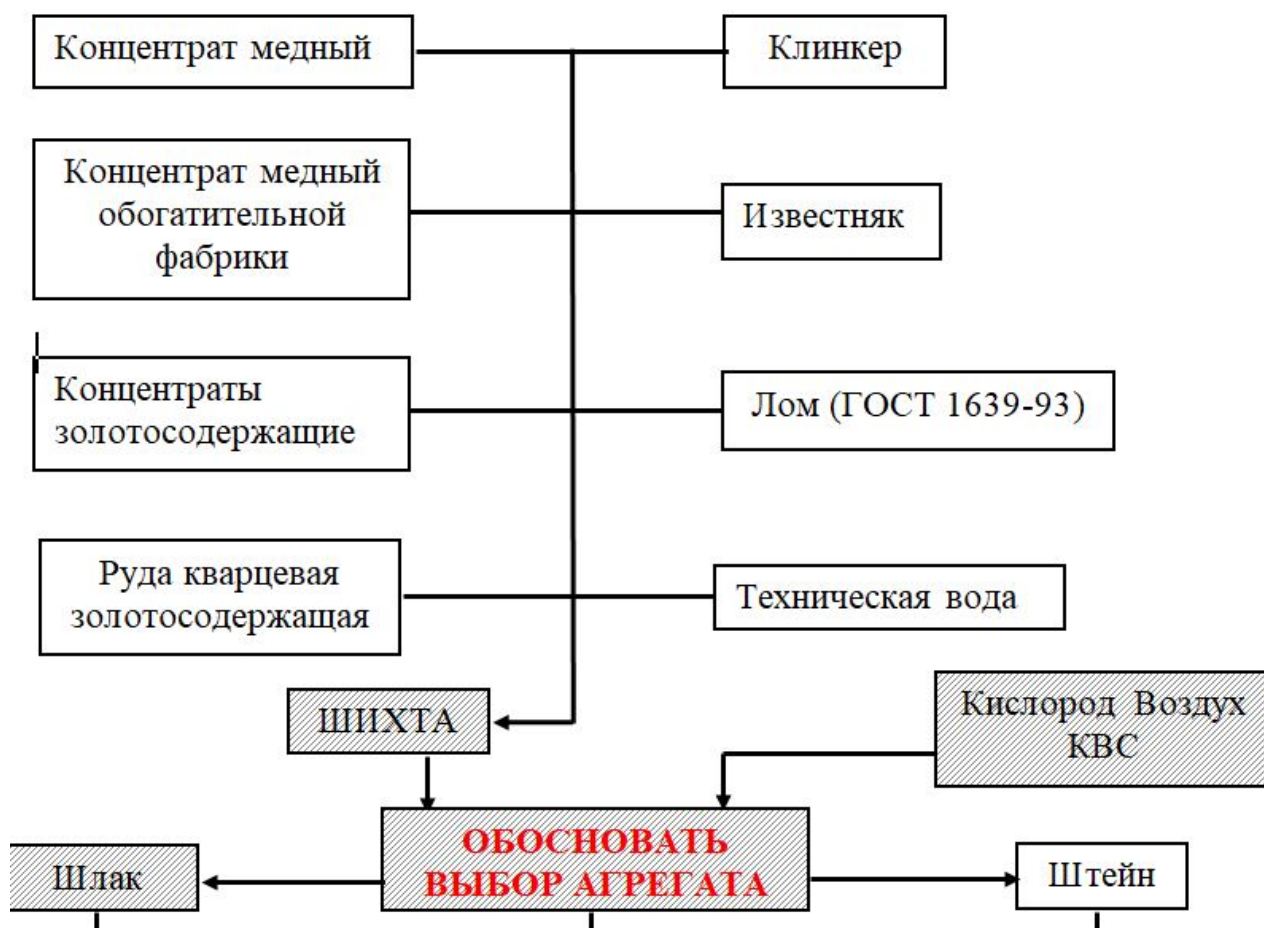 Концентрат медный
Клинкер
Концентрат медный
обогатительной
фабрики
Известняк
Концентраты
золотосодержащие
Лом (ГОСТ 1639-93)
Руда кварцевая
золотосодержащая
Техническая вода
ШИХТА
Кислород Воздух
КВС
ОБОСНОВАТЬ
ВЫБОР АГРЕГАТА
Шлак
Штейн